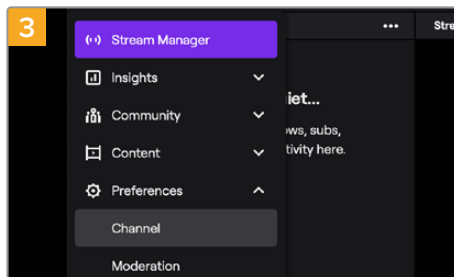 3
Stream Manager
••• Stre
Insights
iet...
Community
ows, subs,
Content
tivity here.
Preferences
Channel
Moderation